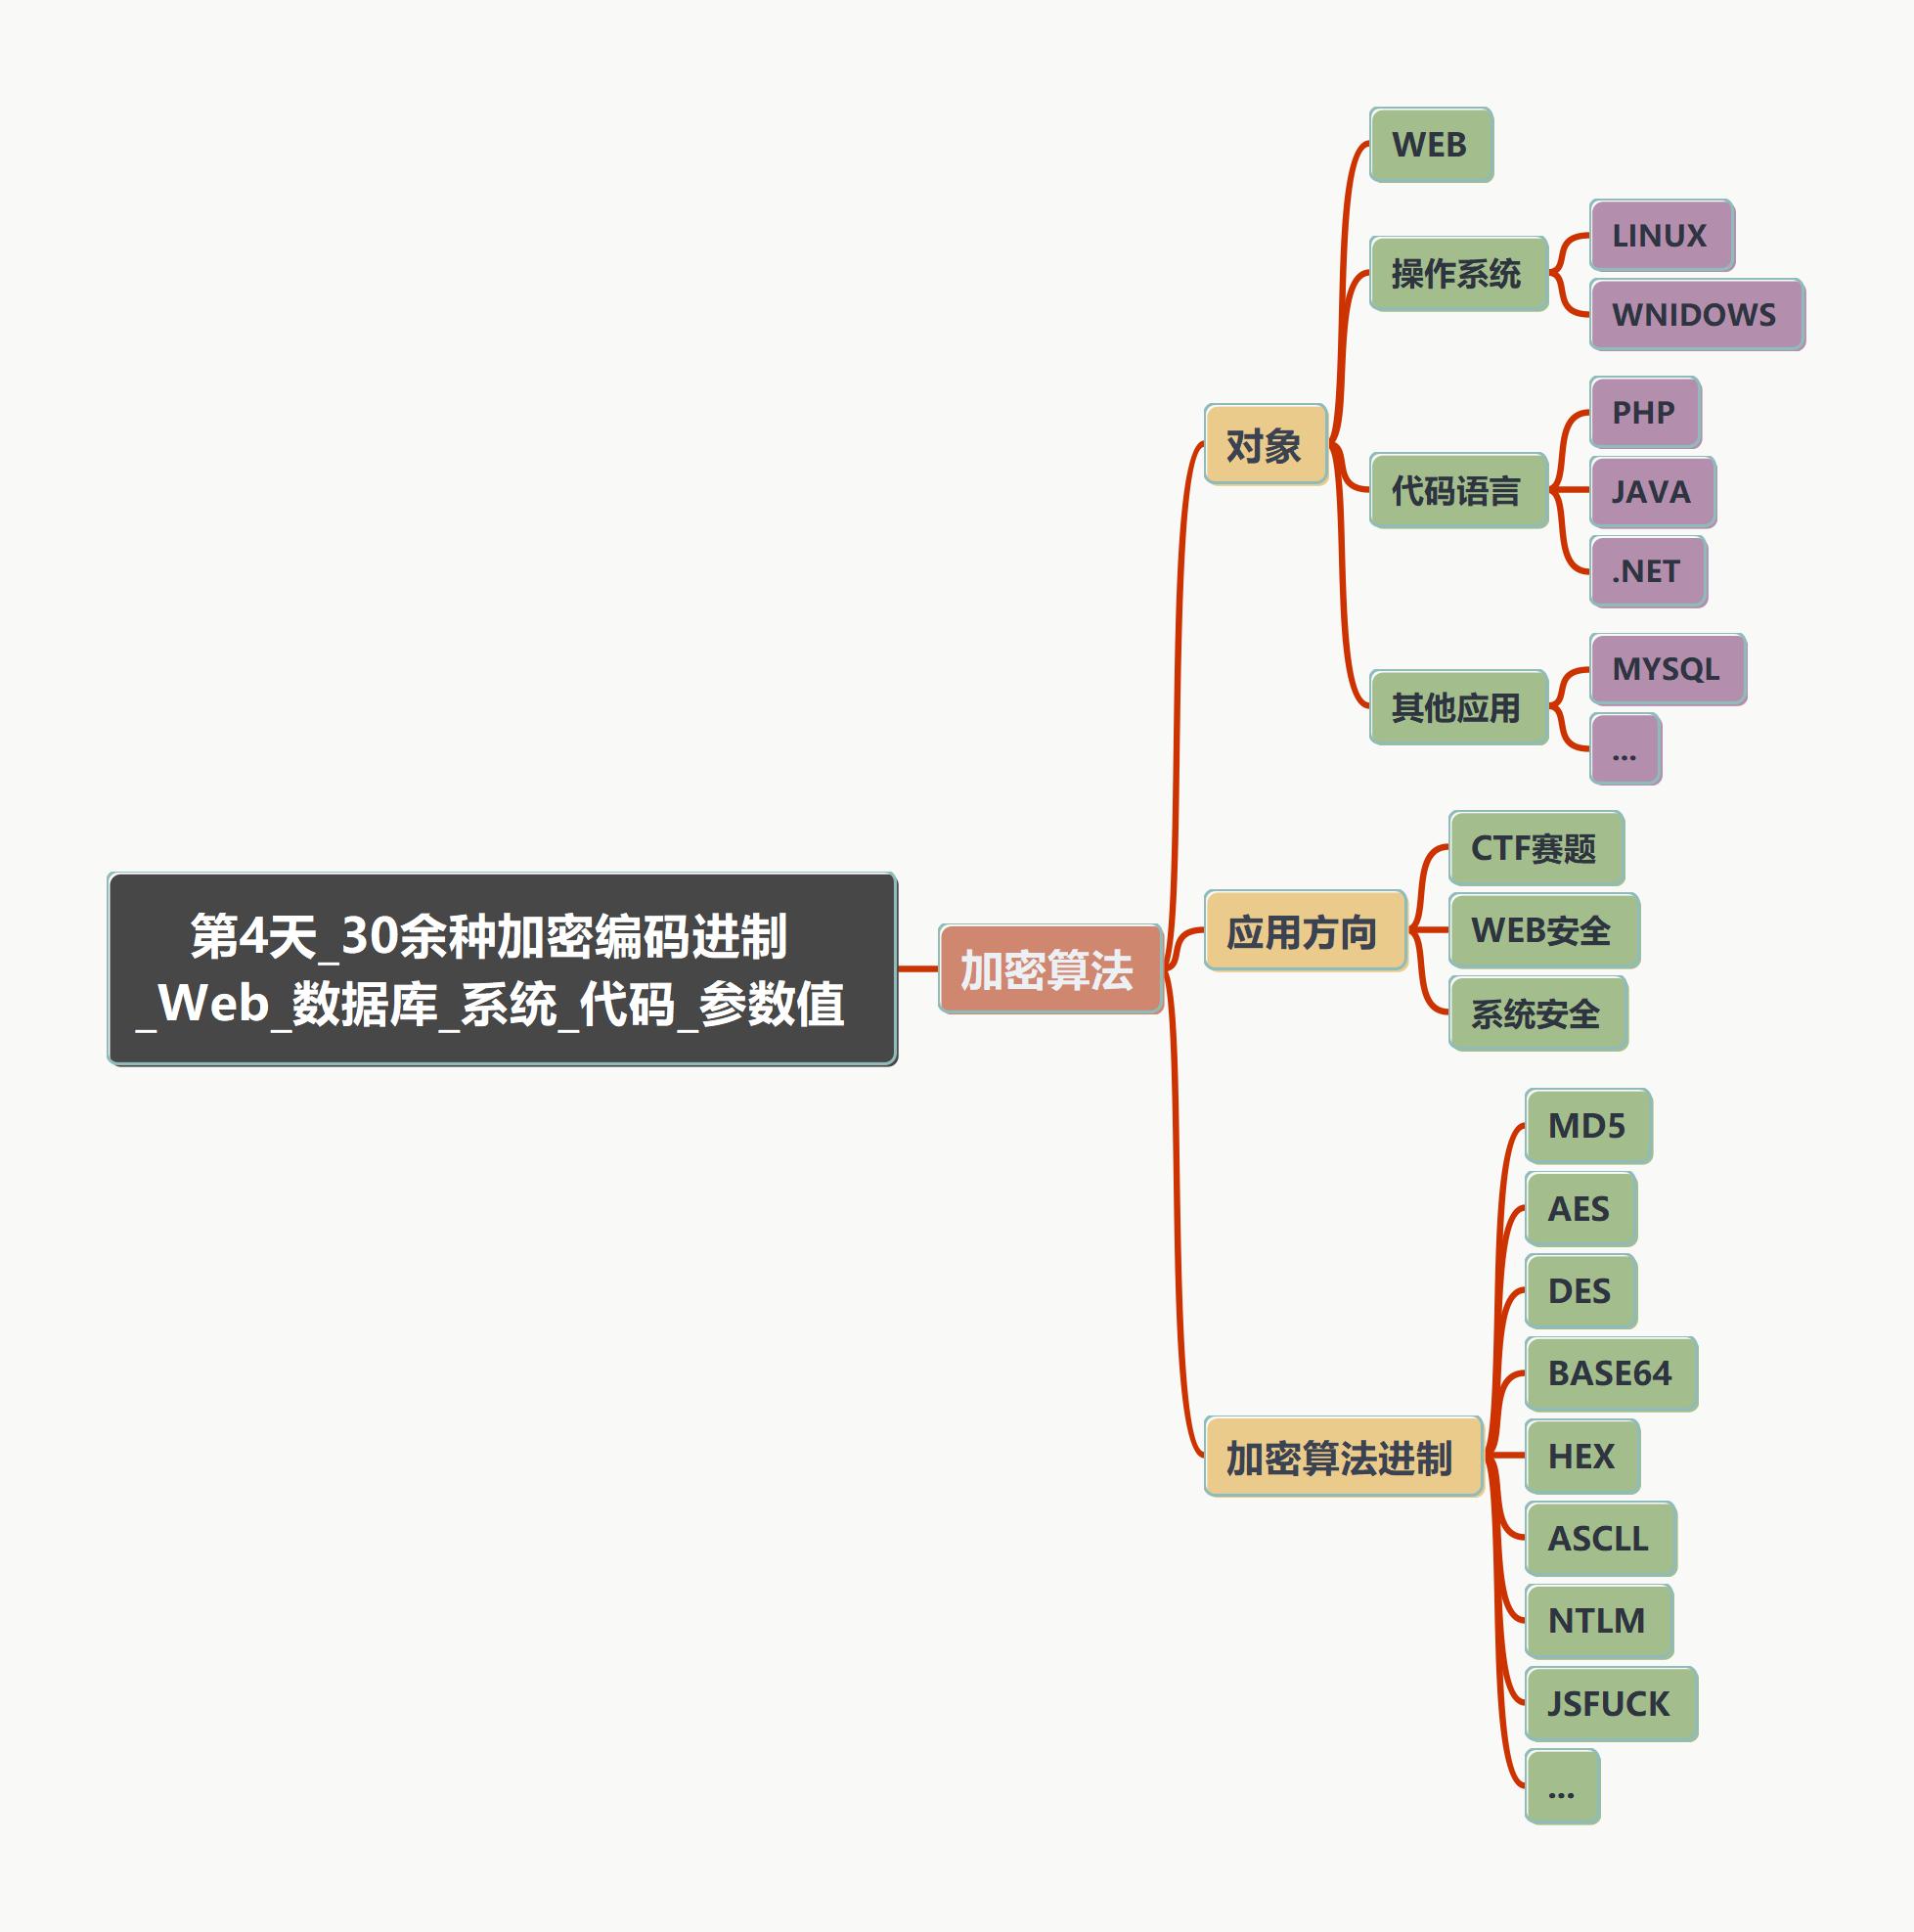 第4天_30余种加密编码进制
_Web_数据库_系统_代码_参数值
加密算法
对象
WEB
操作系统
LINUX
WNIDOWS
代码语言
PHP
JAVA
.NET
其他应用
MYSQL
...
应用方向
CTF赛题
WEB安全
系统安全
加密算法进制
MD5
AES
DES
BASE64
HEX
ASCLL
NTLM
JSFUCK
...